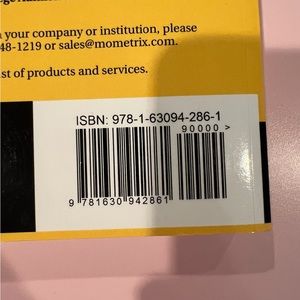 your company or institution, please
48-1219 or sales@mometrix.com.
st of products and services.
ISBN: 978-1-63094-286-1
90000 >
9 781630 942861